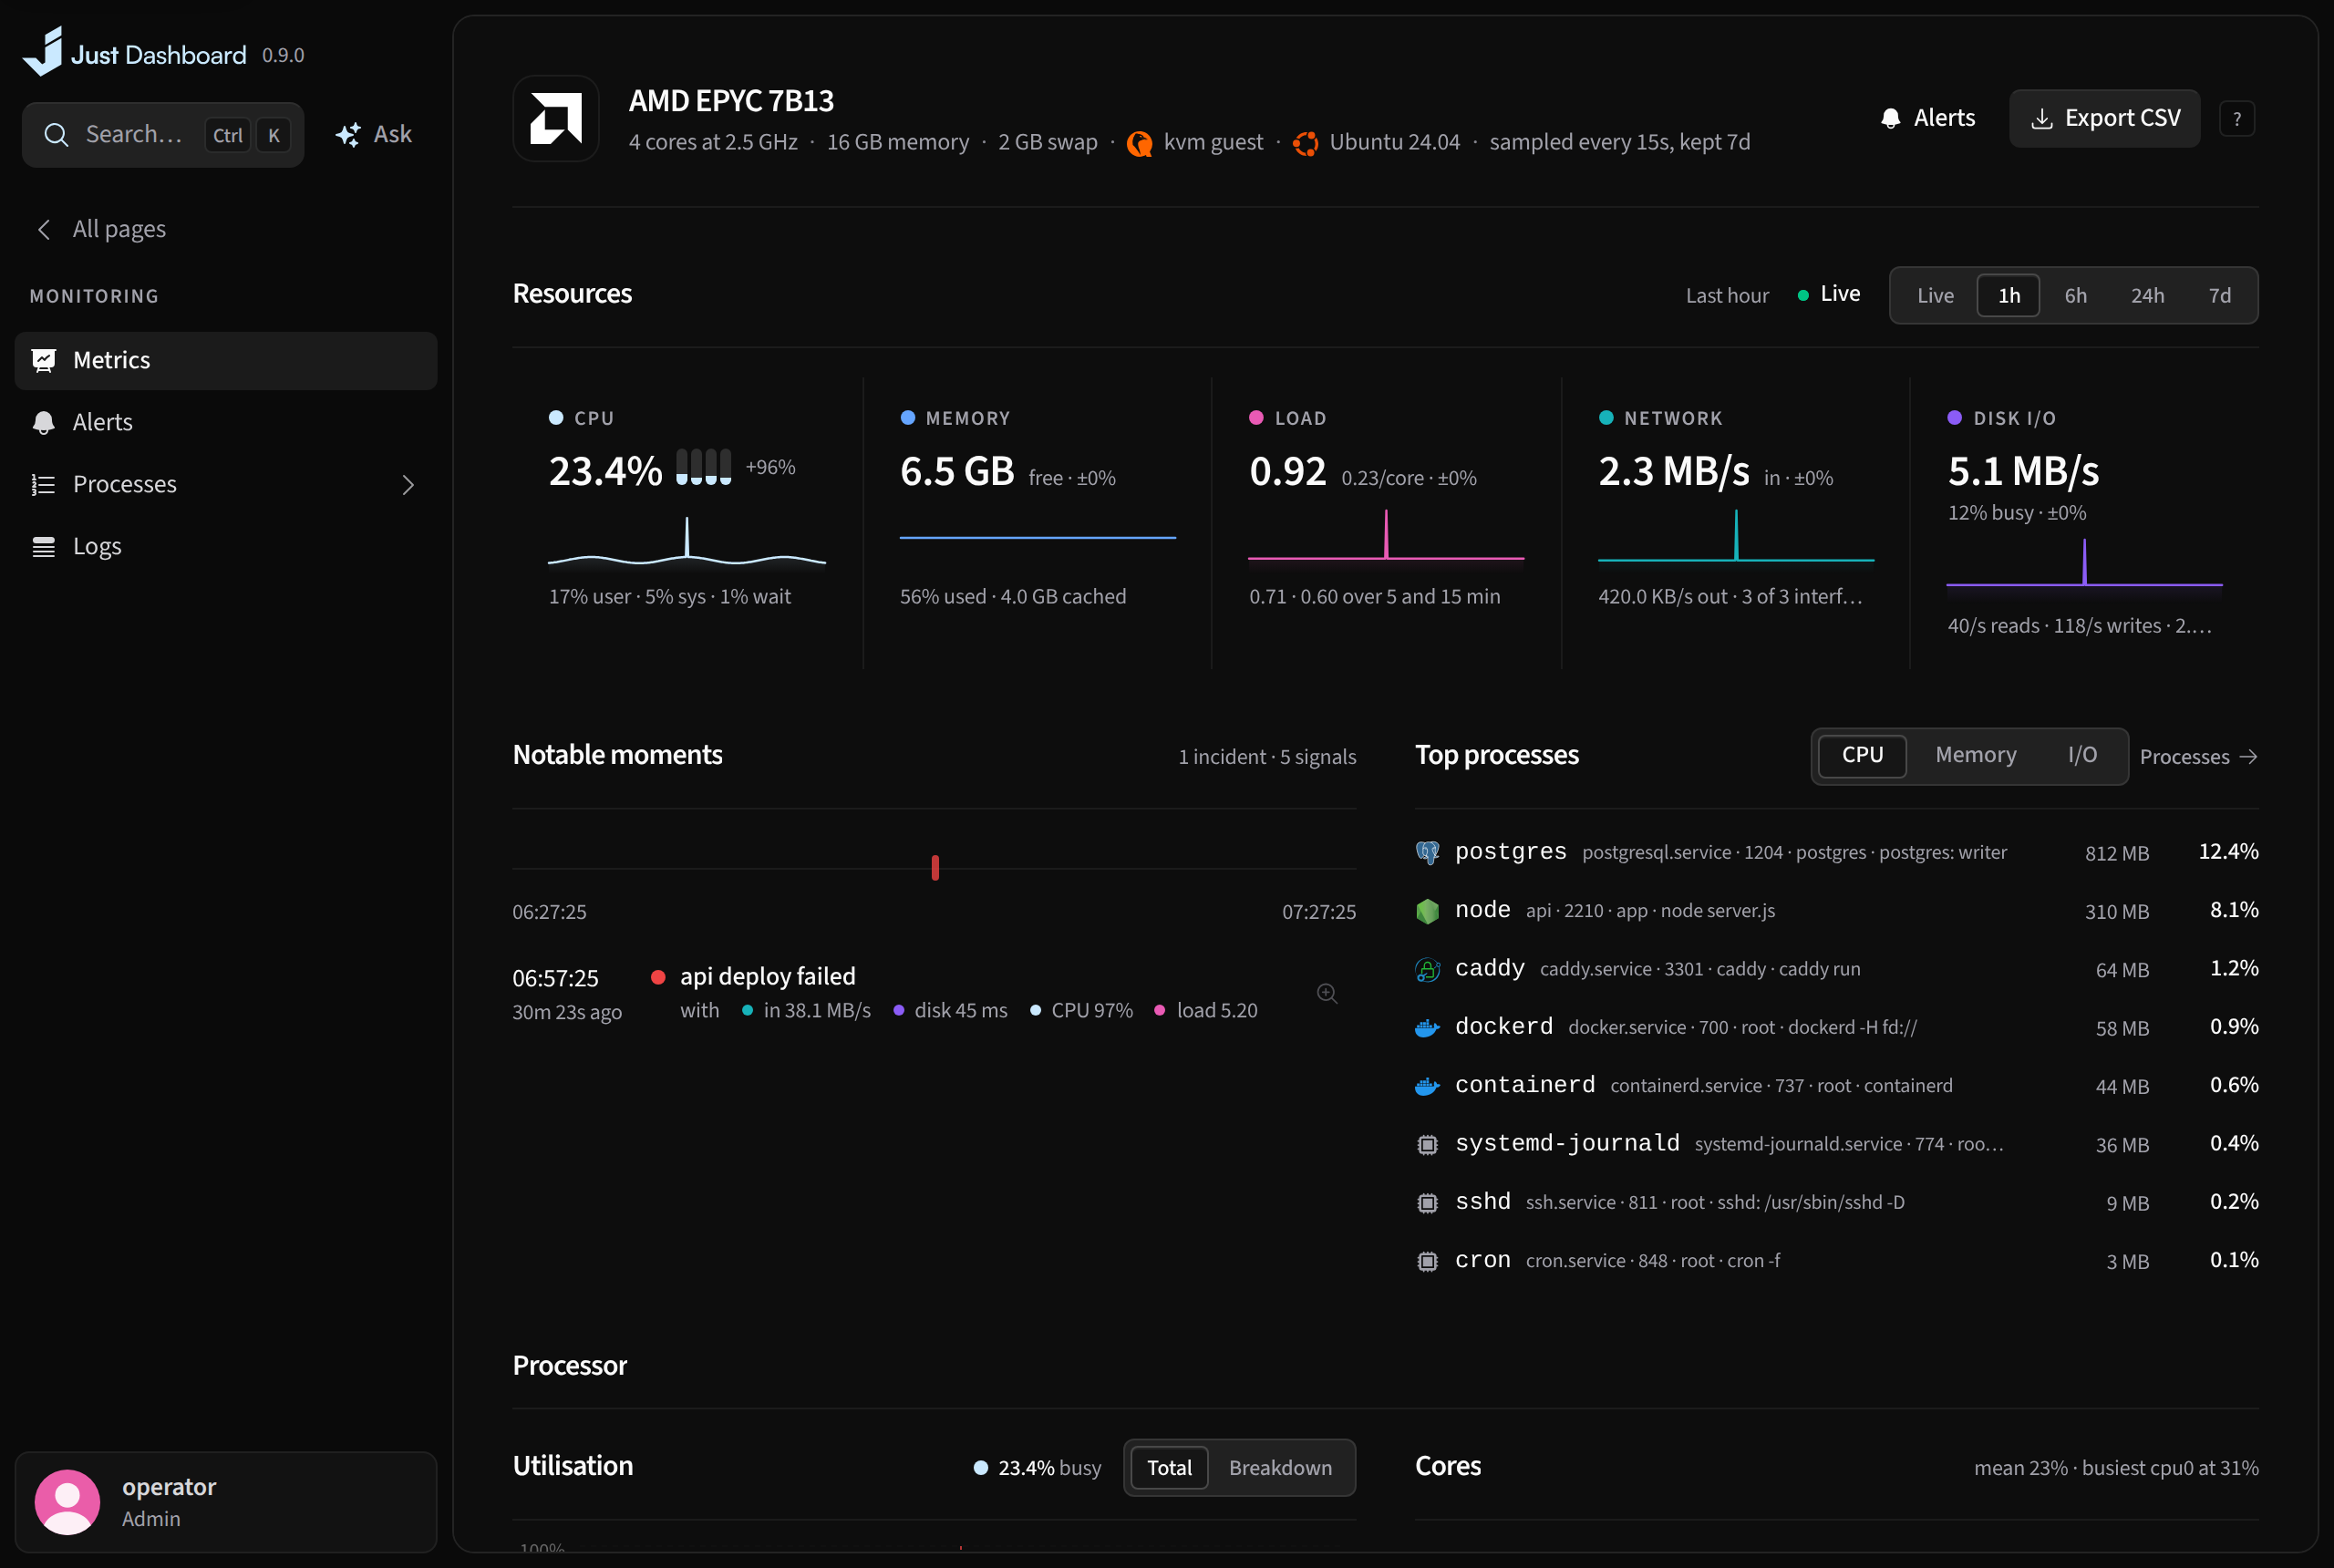 Just Dashboard 0.9.0
Search… Ctrl K Ask
All pages
MONITORING
Metrics
Alerts
Processes
Logs
operator
Admin
AMD EPYC 7B13
4 cores at 2.5 GHz · 16 GB memory · 2 GB swap · kvm guest · Ubuntu 24.04 · sampled every 15s, kept 7d
Alerts Export CSV ?
Resources Last hour Live Live 1h 6h 24h 7d
CPU
23.4% +96%
17% user · 5% sys · 1% wait
MEMORY
6.5 GB free · ±0%
56% used · 4.0 GB cached
LOAD
0.92 0.23/core · ±0%
0.71 · 0.60 over 5 and 15 min
NETWORK
2.3 MB/s in · ±0%
420.0 KB/s out · 3 of 3 interf…
DISK I/O
5.1 MB/s
12% busy · ±0%
40/s reads · 118/s writes · 2.…
Notable moments 1 incident · 5 signals
06:27:25 07:27:25
06:57:25 api deploy failed
30m 23s ago with in 38.1 MB/s disk 45 ms CPU 97% load 5.20
Top processes CPU Memory I/O Processes →
postgres postgresql.service · 1204 · postgres · postgres: writer 812 MB 12.4%
node api · 2210 · app · node server.js 310 MB 8.1%
caddy caddy.service · 3301 · caddy · caddy run 64 MB 1.2%
dockerd docker.service · 700 · root · dockerd -H fd:// 58 MB 0.9%
containerd containerd.service · 737 · root · containerd 44 MB 0.6%
systemd-journald systemd-journald.service · 774 · roo… 36 MB 0.4%
sshd ssh.service · 811 · root · sshd: /usr/sbin/sshd -D 9 MB 0.2%
cron cron.service · 848 · root · cron -f 3 MB 0.1%
Processor
Utilisation 23.4% busy Total Breakdown
100%
Cores mean 23% · busiest cpu0 at 31%